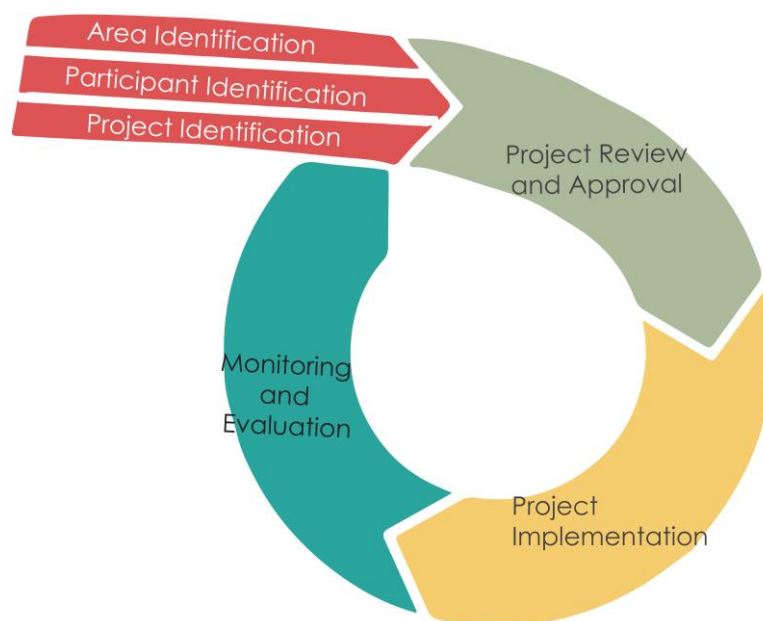 Area Identification
Participant Identification
Project Identification
Project Review
and Approval
Monitoring
and
Evaluation
Project
Implementation